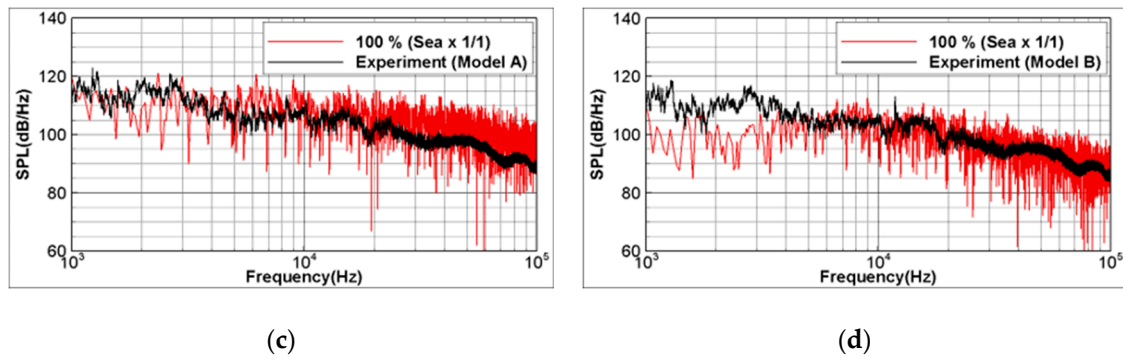 140
120
100
80
60
SPL(dB/Hz)
100 % (Sea x 1/1)
Experiment (Model A)
10³
10⁴
10⁵
Frequency(Hz)
(c)
140
120
100
80
60
SPL(dB/Hz)
100 % (Sea x 1/1)
Experiment (Model B)
10³
10⁴
10⁵
Frequency(Hz)
(d)